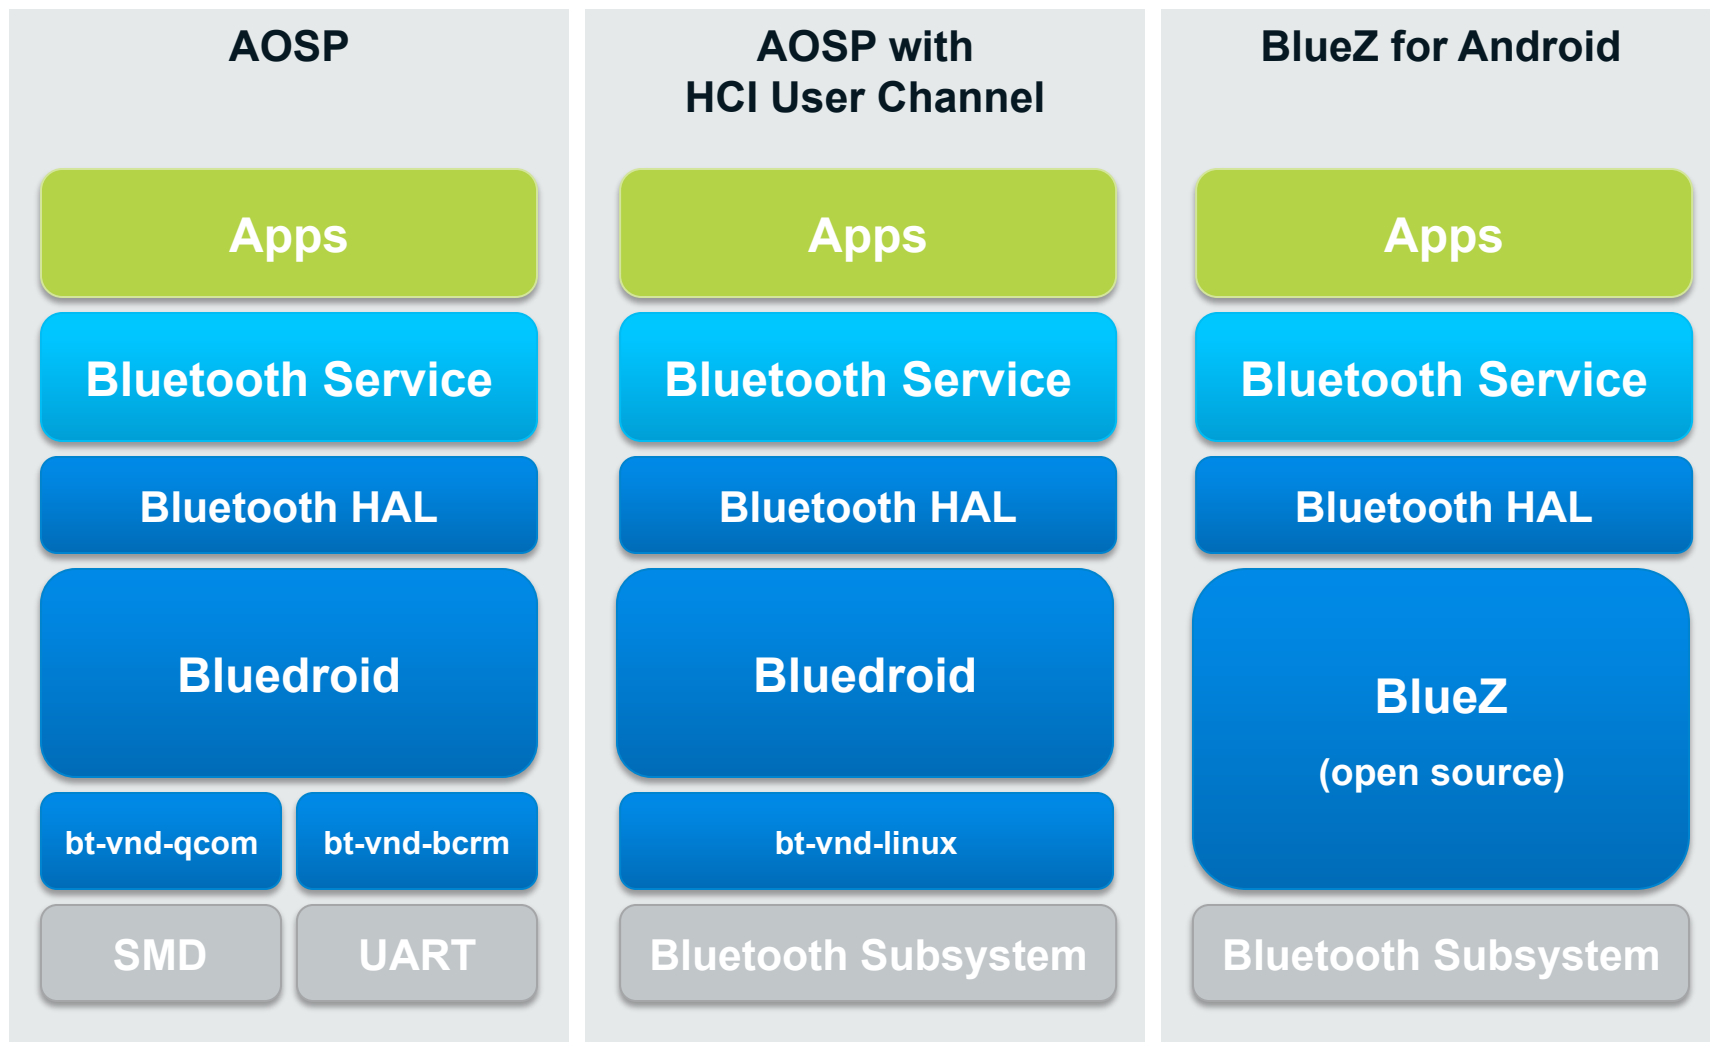 AOSP
Apps
Bluetooth Service
Bluetooth HAL
Bluedroid
bt-vnd-qcom
bt-vnd-bcrm
SMD
UART
AOSP with
HCI User Channel
Apps
Bluetooth Service
Bluetooth HAL
Bluedroid
bt-vnd-linux
Bluetooth Subsystem
BlueZ for Android
Apps
Bluetooth Service
Bluetooth HAL
BlueZ
(open source)
Bluetooth Subsystem